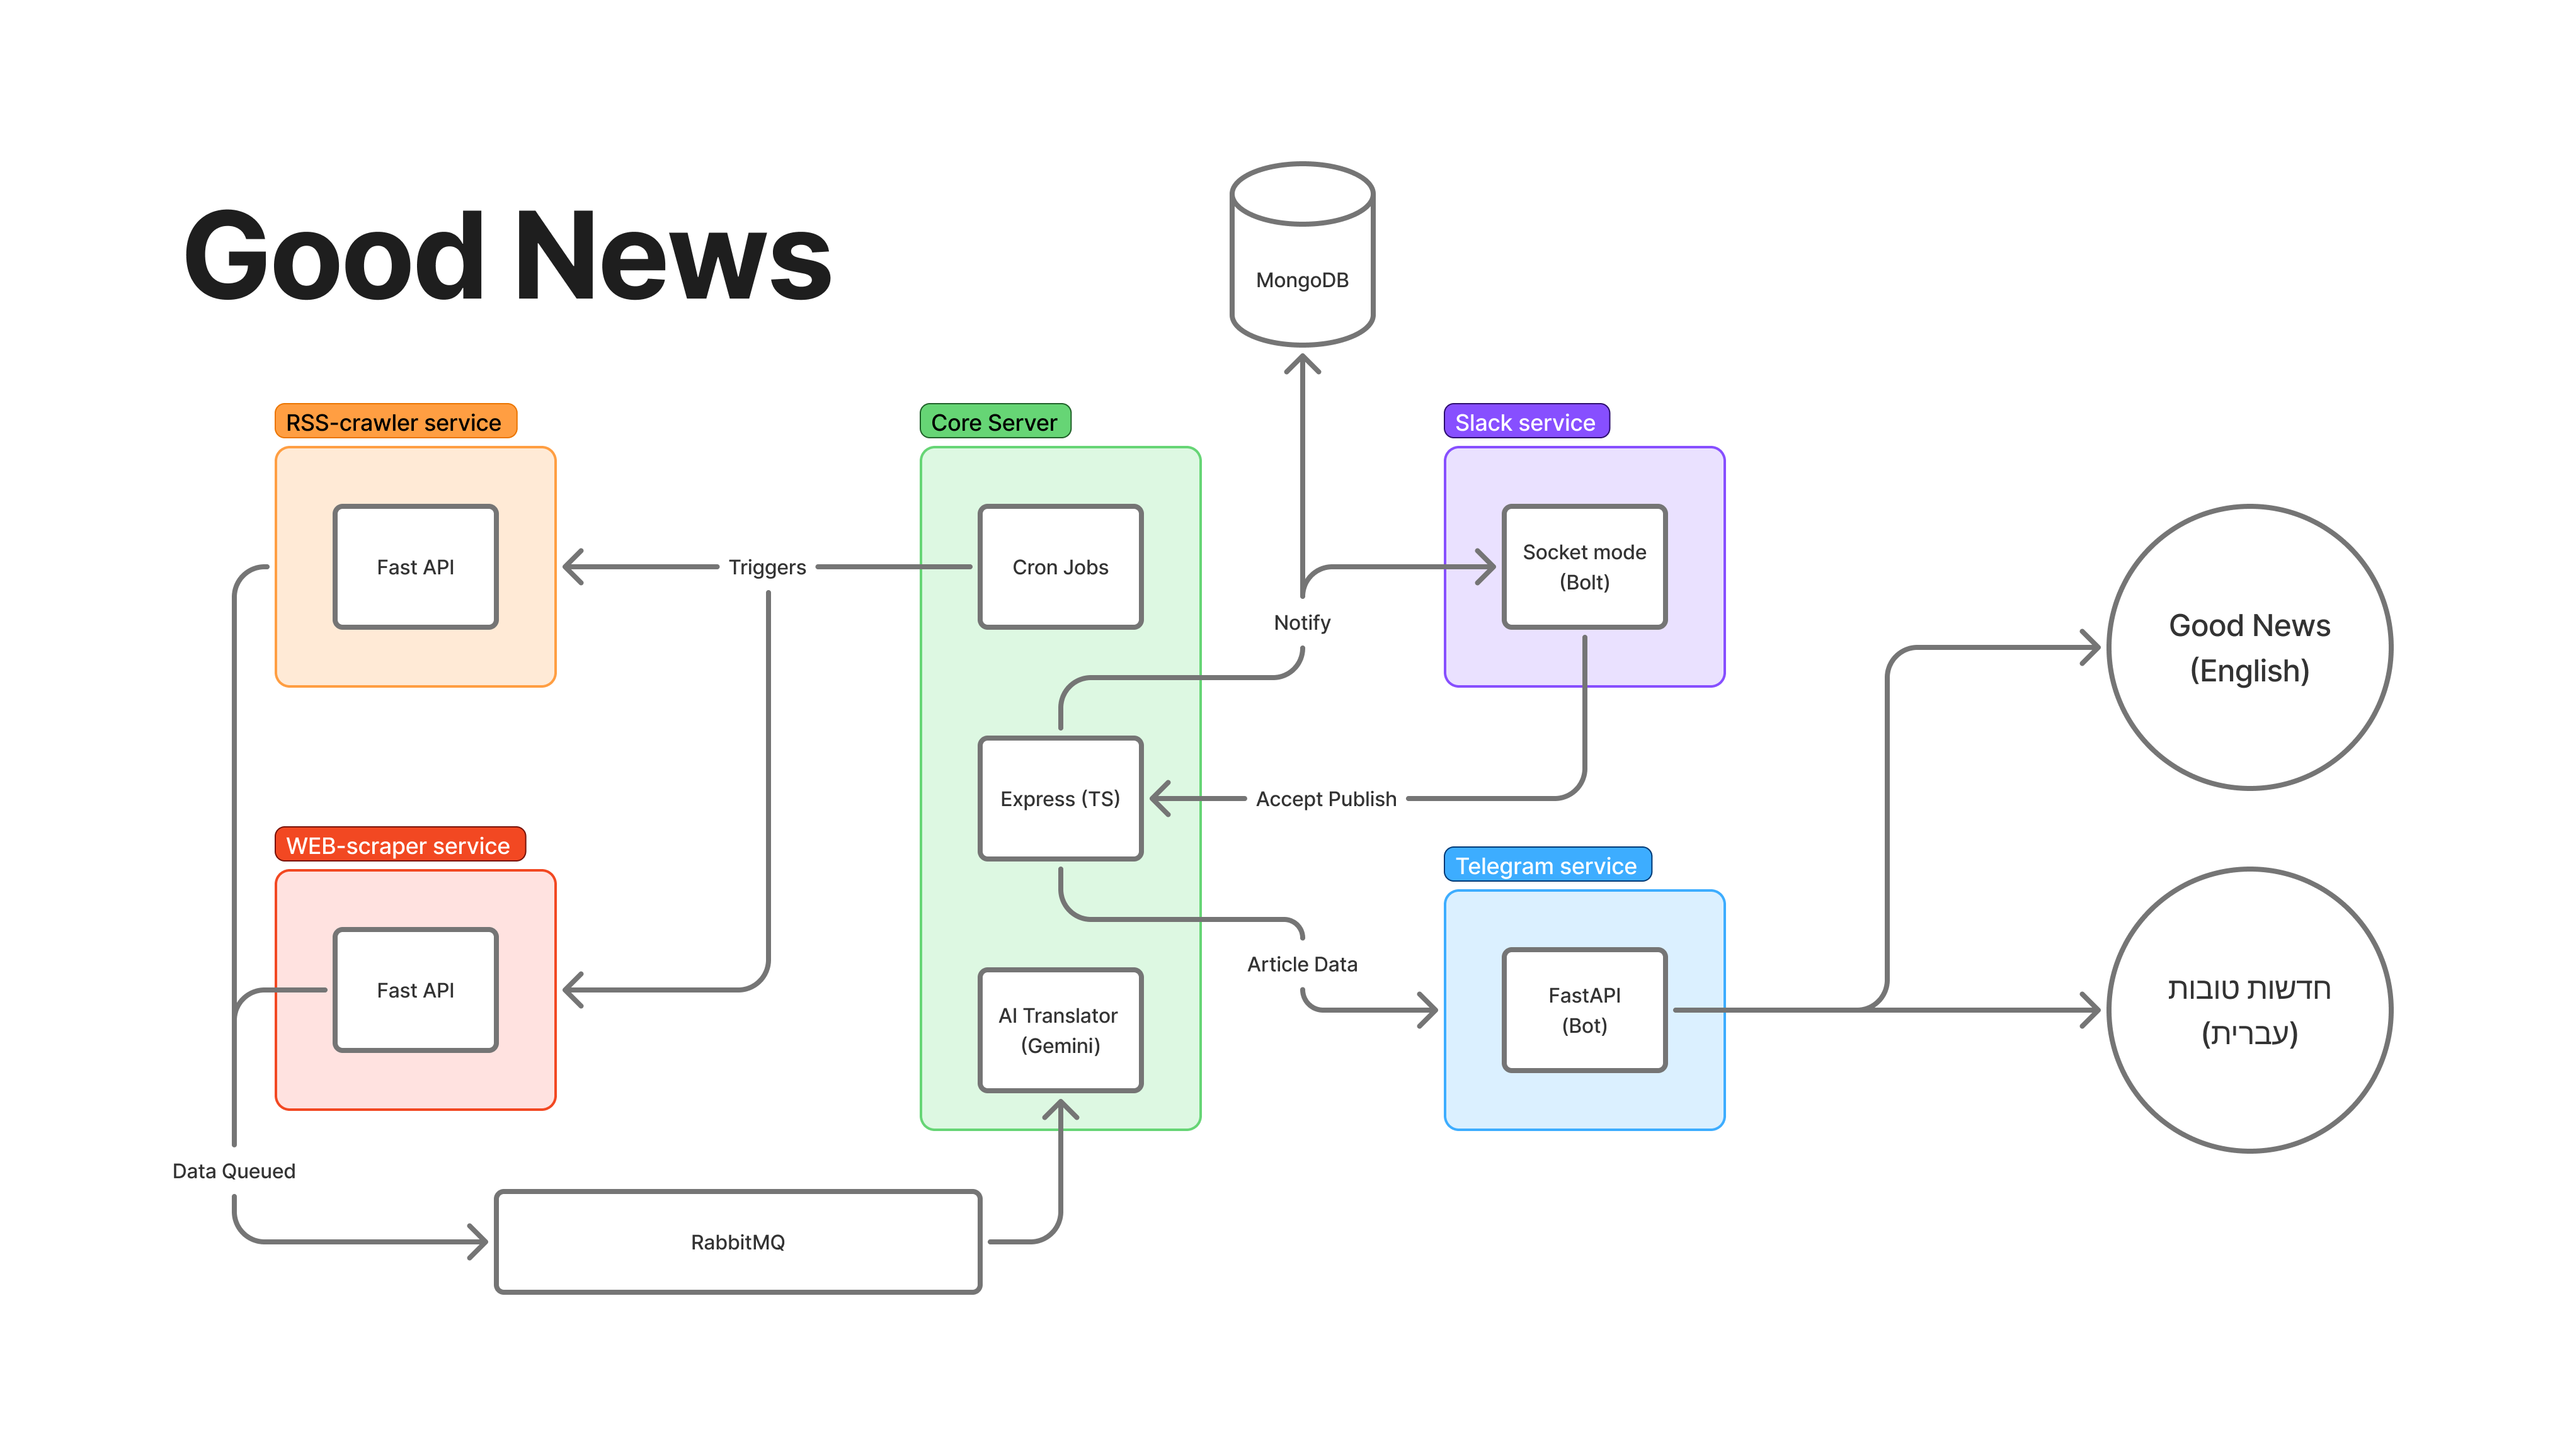 Good News
MongoDB
RSS-crawler service
Core Server
Slack service
Fast API
Triggers
Cron Jobs
Socket mode
(Bolt)
Notify
Good News
(English)
Express (TS)
Accept Publish
WEB-scraper service
Telegram service
Fast API
Article Data
AI Translator
(Gemini)
FastAPI
(Bot)
חדשות טובות
(עברית)
Data Queued
RabbitMQ